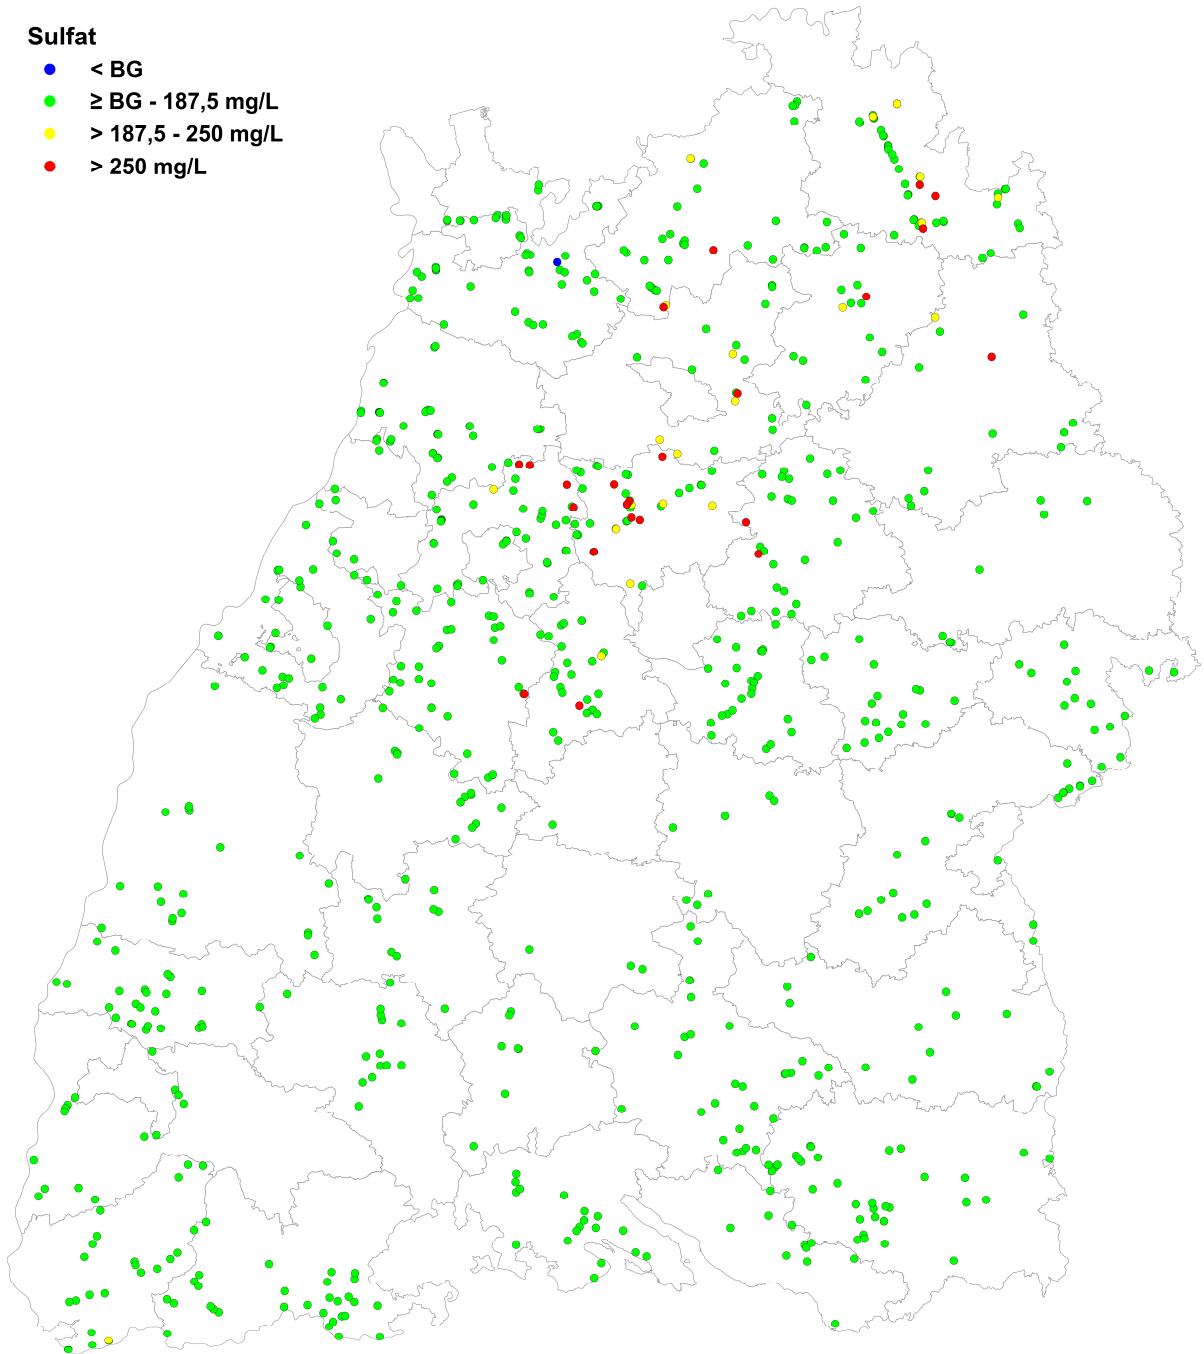 Sulfat
< BG
≥ BG - 187,5 mg/L
> 187,5 - 250 mg/L
> 250 mg/L